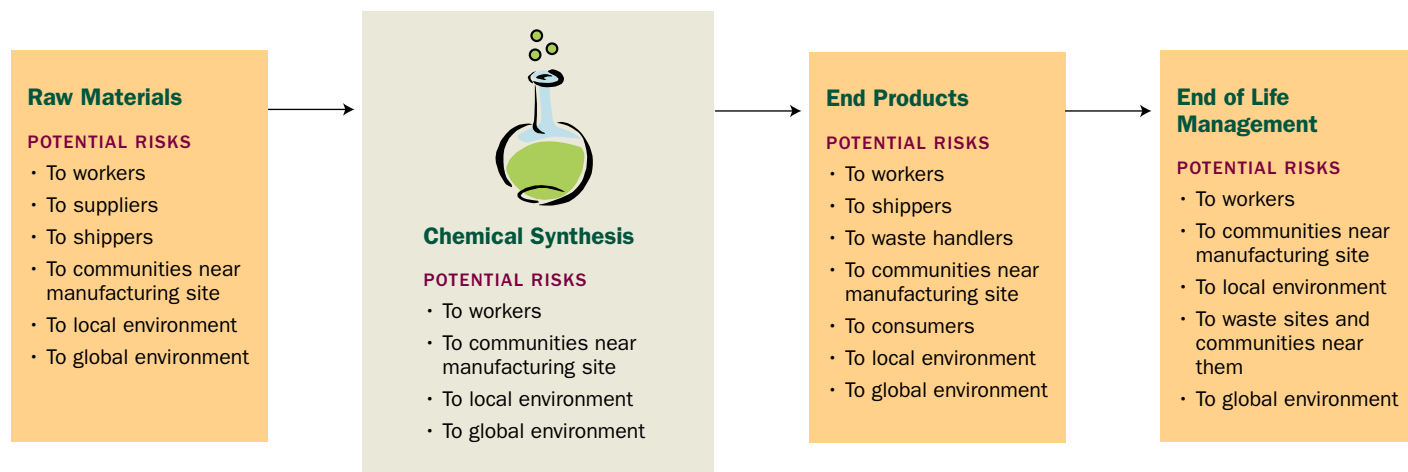 Raw Materials
POTENTIAL RISKS
· To workers
· To suppliers
· To shippers
· To communities near
manufacturing site
· To local environment
· To global environment
Chemical Synthesis
POTENTIAL RISKS
· To workers
· To communities near
manufacturing site
· To local environment
· To global environment
End Products
POTENTIAL RISKS
· To workers
· To shippers
· To waste handlers
· To communities near
manufacturing site
· To consumers
· To local environment
· To global environment
End of Life
Management
POTENTIAL RISKS
· To workers
· To communities near
manufacturing site
· To local environment
· To waste sites and
communities near
them
· To global environment